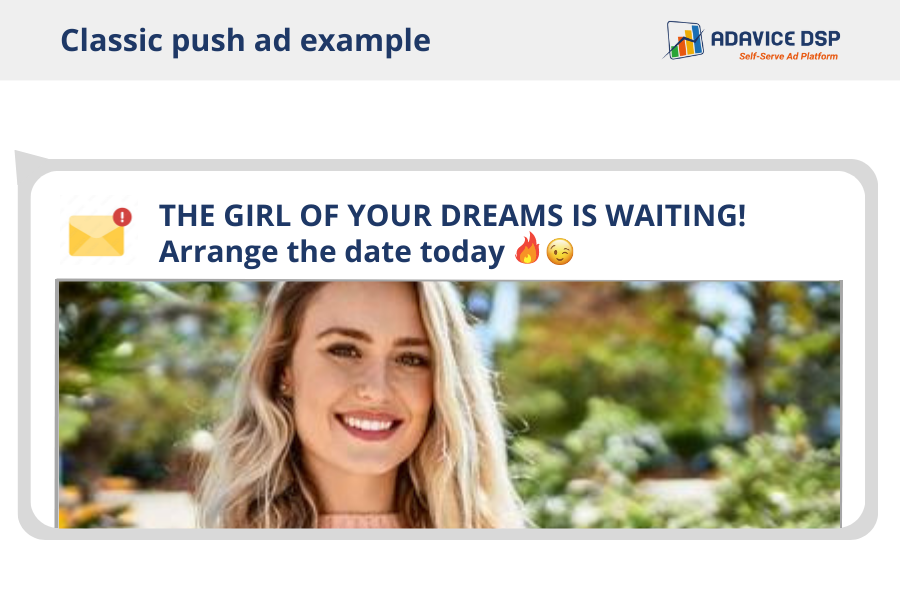 Classic push ad example
ADAVICE DSP
Self-Serve Ad Platform
!
THE GIRL OF YOUR DREAMS IS WAITING!
Arrange the date today 🔥😉